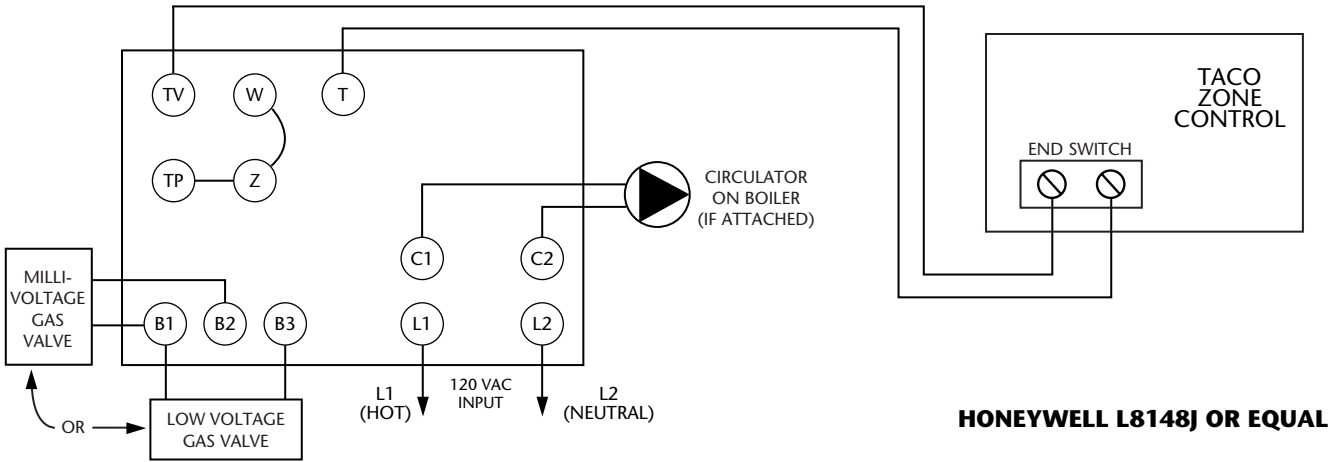 TV
W
T
TACO
ZONE
CONTROL
END SWITCH
TP
Z
CIRCULATOR
ON BOILER
(IF ATTACHED)
C1
C2
MILLI-
VOLTAGE
GAS
VALVE
B1
B2
B3
L1
L2
L1
(HOT)
120 VAC
INPUT
L2
(NEUTRAL)
OR
LOW VOLTAGE
GAS VALVE
HONEYWELL L8148J OR EQUAL